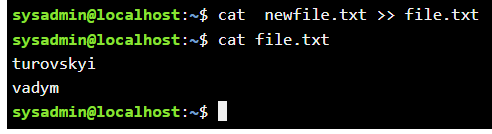 sysadmin@localhost:~$ cat  newfile.txt >> file.txt
sysadmin@localhost:~$ cat file.txt
turovskyi
vadym
sysadmin@localhost:~$